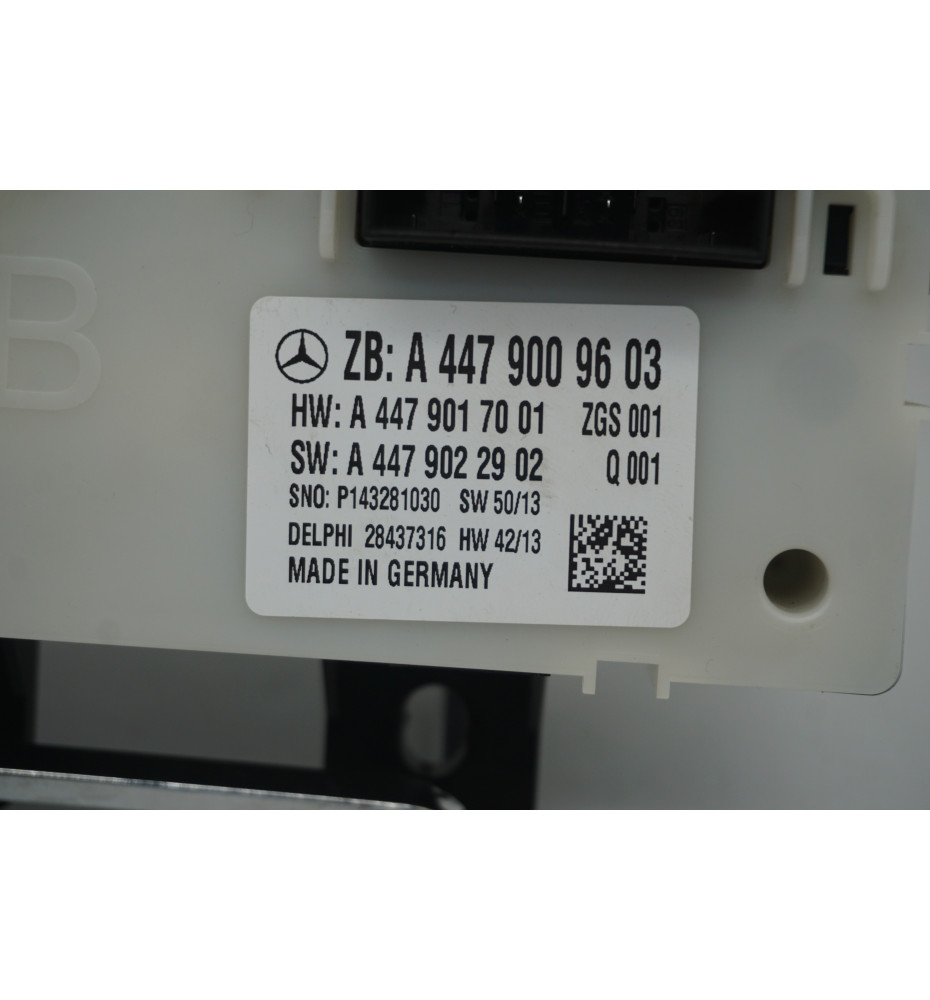 B
ZB: A 447 900 96 03
HW: A 447 901 70 01 ZGS 001
SW: A 447 902 29 02 Q 001
SNO: P143281030 SW 50/13
DELPHI 28437316 HW 42/13
MADE IN GERMANY